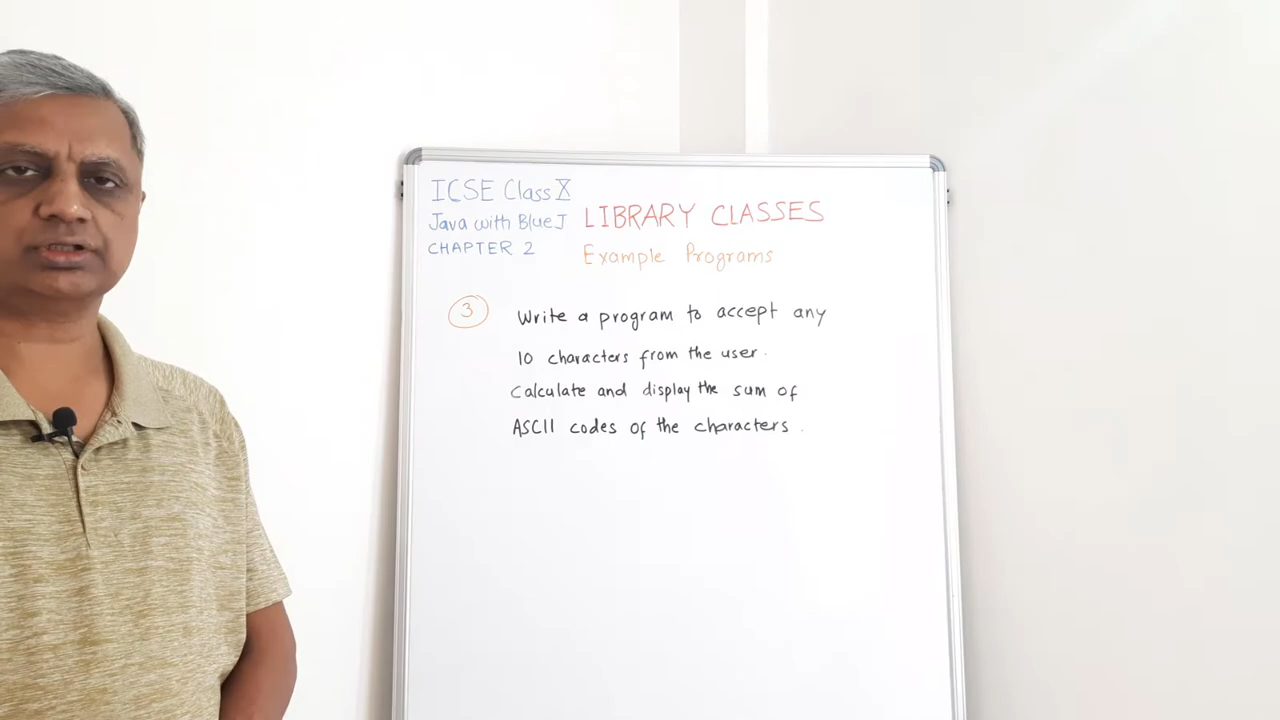 ICSE Class X
Java with BlueJ
CHAPTER 2
LIBRARY CLASSES
Example Programs
3
Write a program to accept any
10 characters from the user.
Calculate and display the sum of
ASCII codes of the characters.